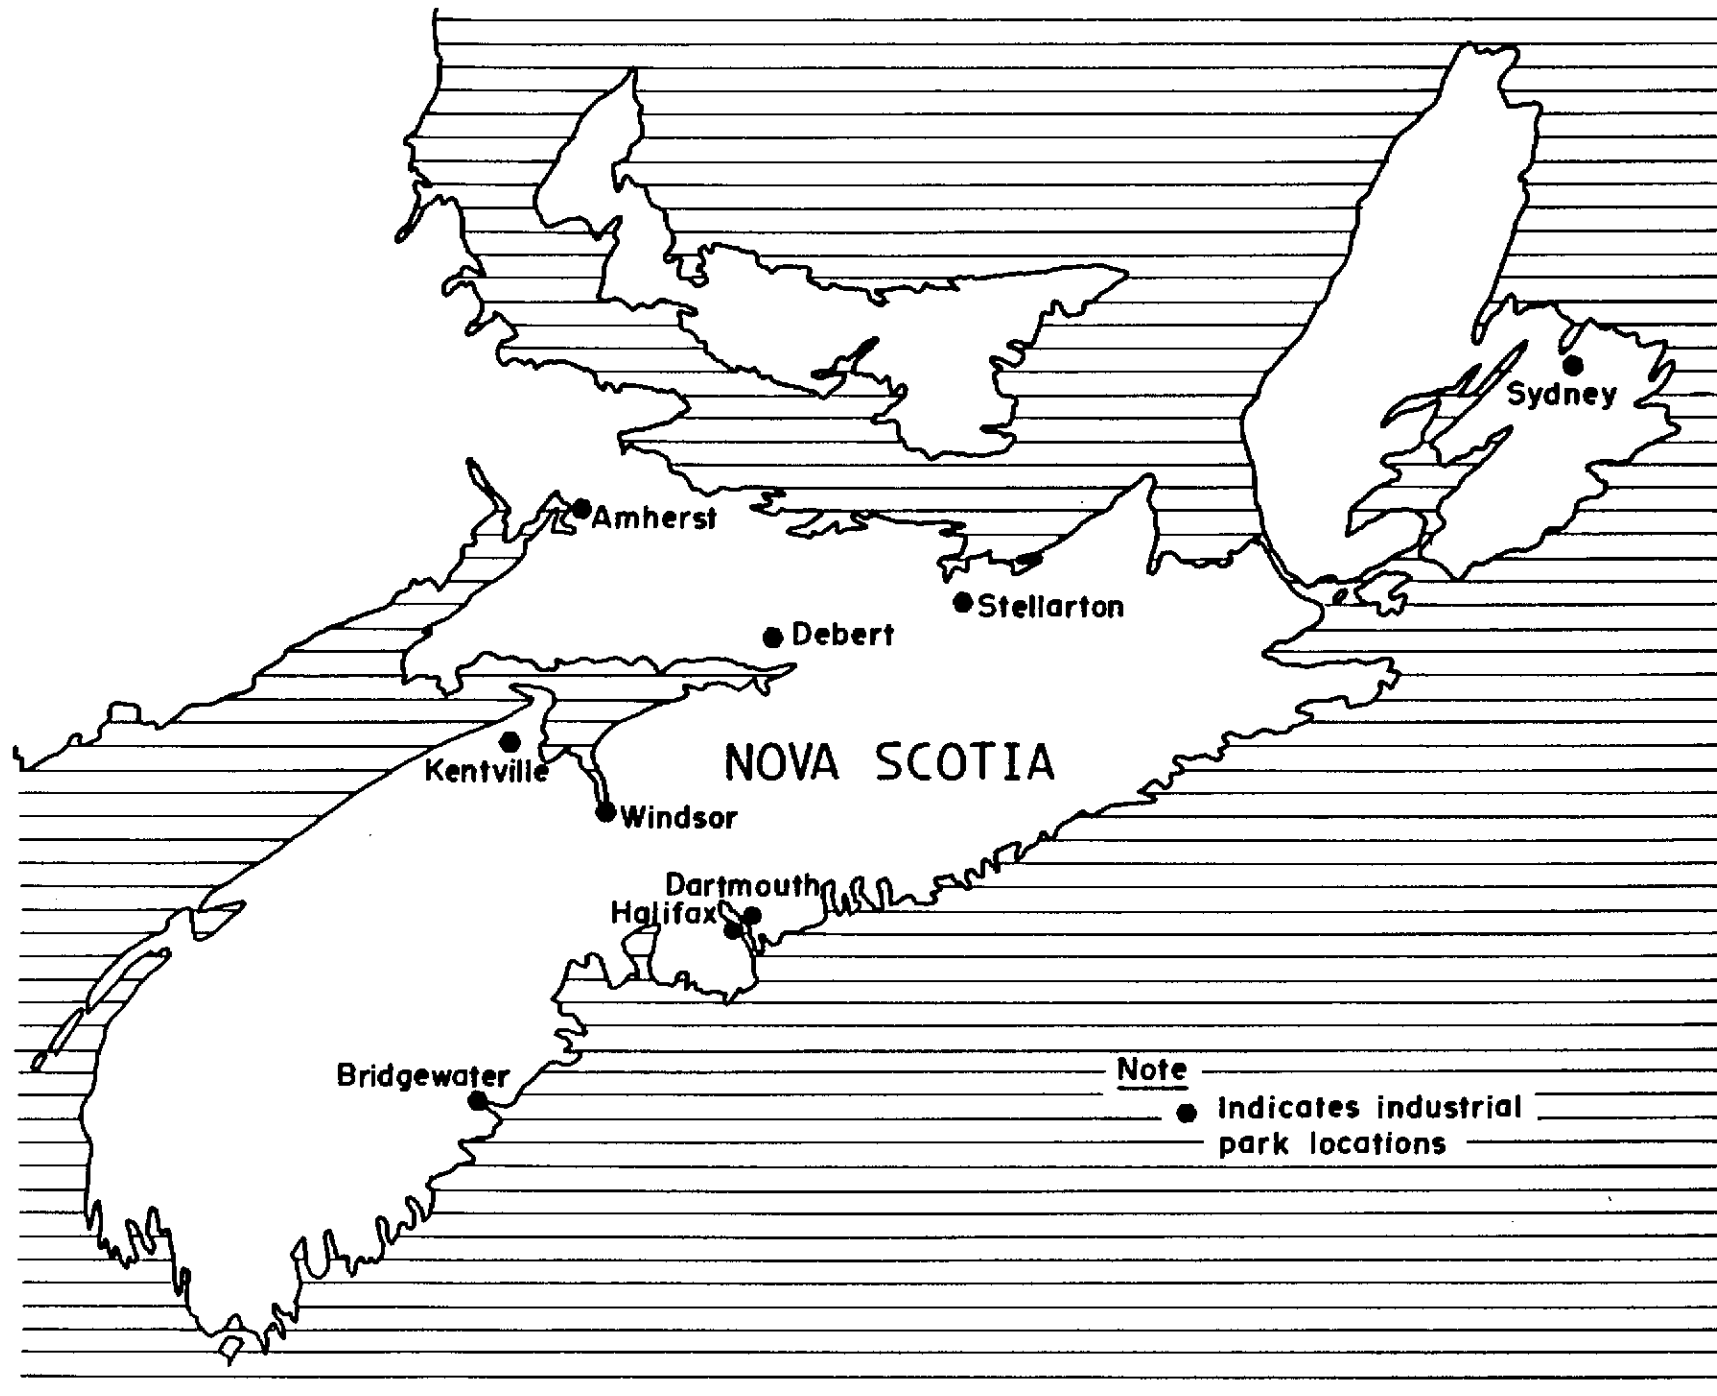 Sydney
Amherst
Stellarton
Debert
NOVA SCOTIA
Kentville
Windsor
Dartmouth
Halifax
Bridgewater
Note
Indicates industrial
park locations